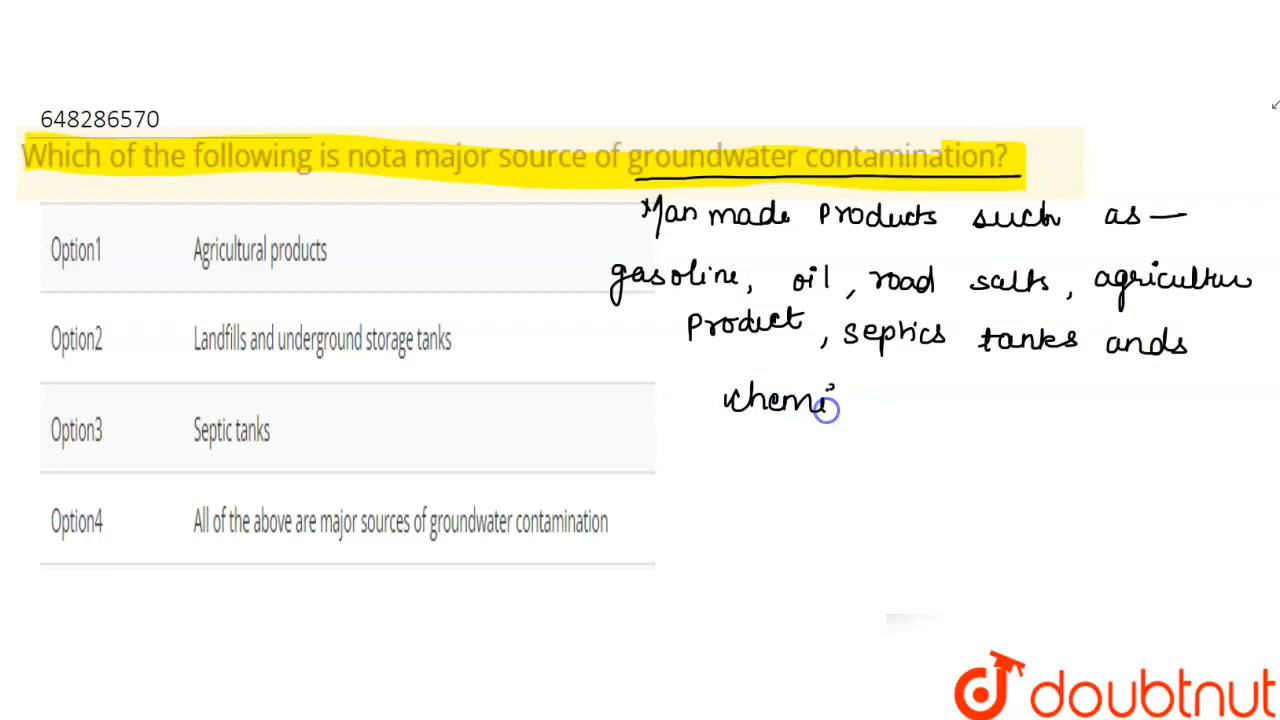 648286570
Which of the following is nota major source of groundwater contamination?
Man made products such as —
gasoline, oil, road salts, agricultur
product, septics tanks ands
chemi
Option1 Agricultural products
Option2 Landfills and underground storage tanks
Option3 Septic tanks
Option4 All of the above are major sources of groundwater contamination
doubtnut